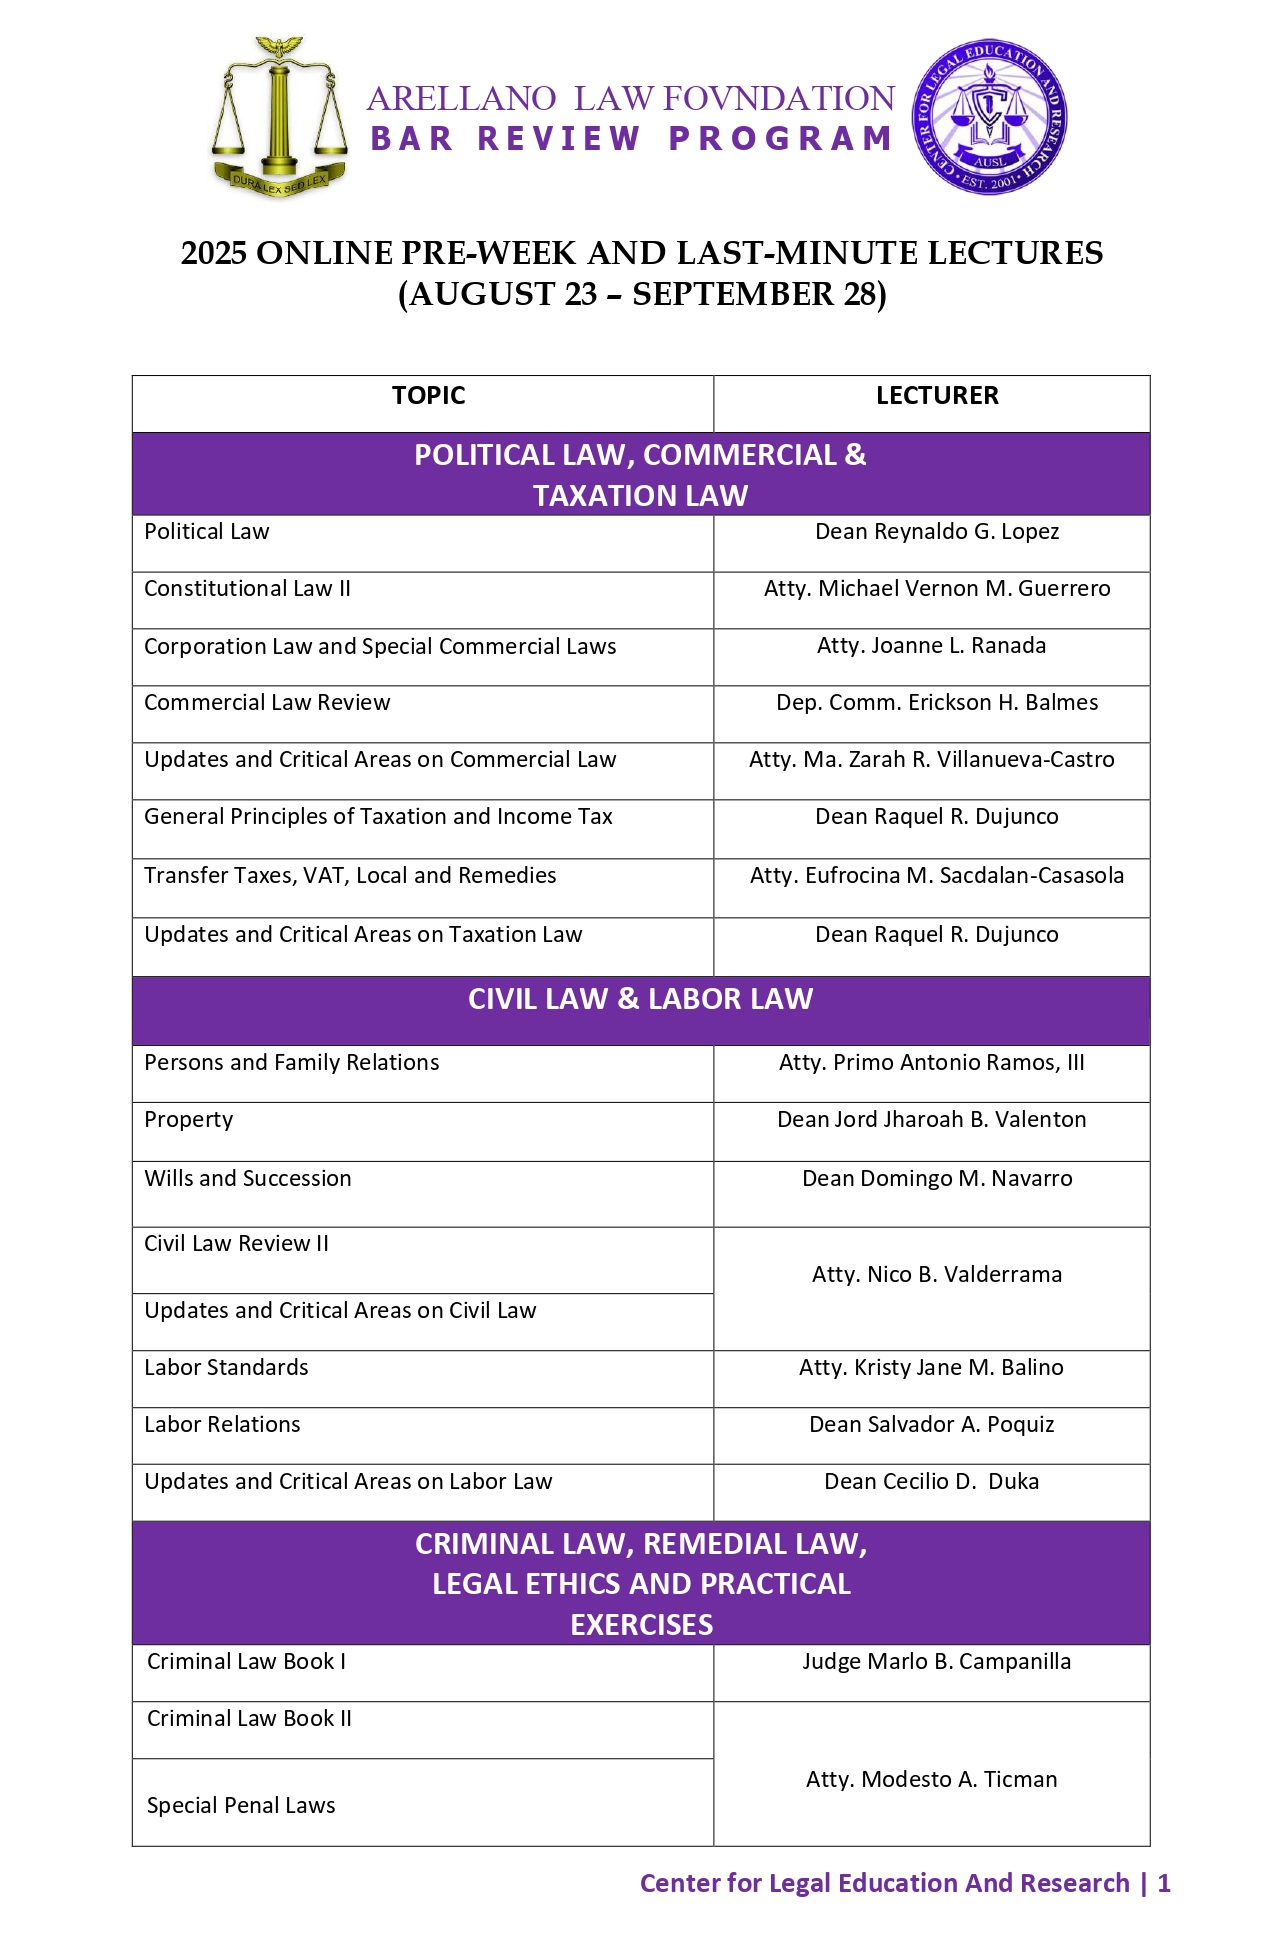 DURA LEX SED LEX
ARELLANO LAW FOVNDATION
BAR REVIEW PROGRAM
CENTER FOR LEGAL EDUCATION AND RESEARCH
AUSL
• EST. 2001 •
2025 ONLINE PRE-WEEK AND LAST-MINUTE LECTURES
(AUGUST 23 – SEPTEMBER 28)
TOPIC LECTURER
POLITICAL LAW, COMMERCIAL &
TAXATION LAW
Political Law Dean Reynaldo G. Lopez
Constitutional Law II Atty. Michael Vernon M. Guerrero
Corporation Law and Special Commercial Laws Atty. Joanne L. Ranada
Commercial Law Review Dep. Comm. Erickson H. Balmes
Updates and Critical Areas on Commercial Law Atty. Ma. Zarah R. Villanueva-Castro
General Principles of Taxation and Income Tax Dean Raquel R. Dujunco
Transfer Taxes, VAT, Local and Remedies Atty. Eufrocina M. Sacdalan-Casasola
Updates and Critical Areas on Taxation Law Dean Raquel R. Dujunco
CIVIL LAW & LABOR LAW
Persons and Family Relations Atty. Primo Antonio Ramos, III
Property Dean Jord Jharoah B. Valenton
Wills and Succession Dean Domingo M. Navarro
Civil Law Review II
Atty. Nico B. Valderrama
Updates and Critical Areas on Civil Law
Labor Standards Atty. Kristy Jane M. Balino
Labor Relations Dean Salvador A. Poquiz
Updates and Critical Areas on Labor Law Dean Cecilio D. Duka
CRIMINAL LAW, REMEDIAL LAW,
LEGAL ETHICS AND PRACTICAL
EXERCISES
Criminal Law Book I Judge Marlo B. Campanilla
Criminal Law Book II
Atty. Modesto A. Ticman
Special Penal Laws
Center for Legal Education And Research | 1